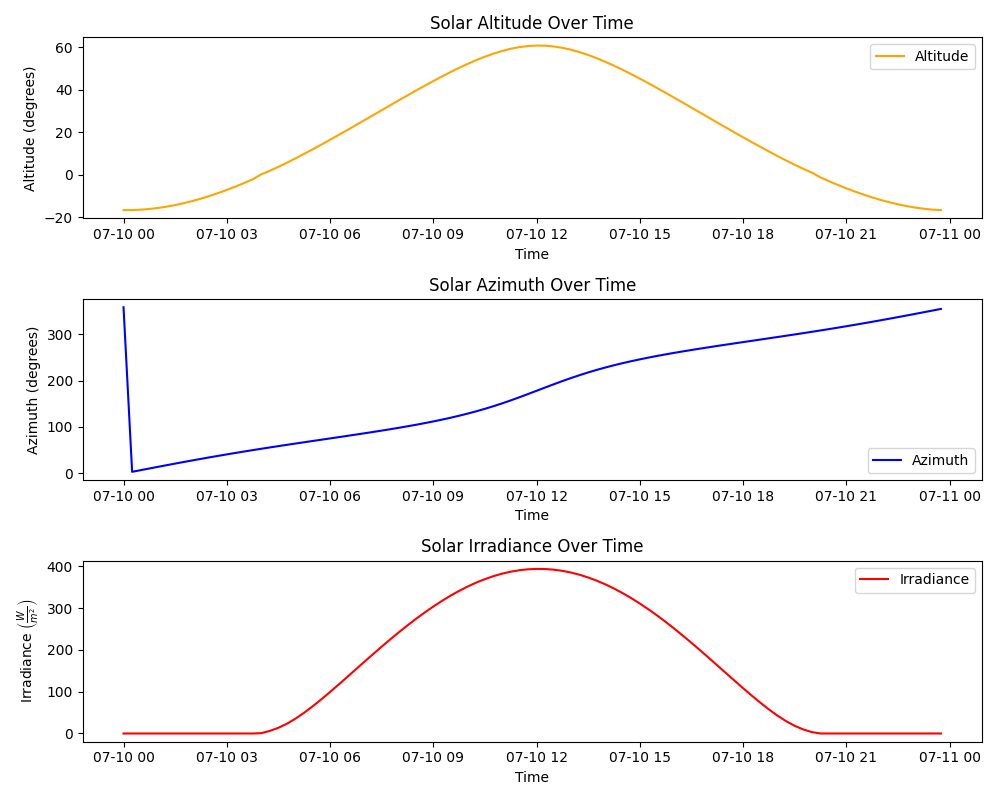 Solar Altitude Over Time
Altitude (degrees)
60
40
20
0
−20
Altitude
07-10 00 07-10 03 07-10 06 07-10 09 07-10 12 07-10 15 07-10 18 07-10 21 07-11 00
Time
Solar Azimuth Over Time
Azimuth (degrees)
300
200
100
0
Azimuth
07-10 00 07-10 03 07-10 06 07-10 09 07-10 12 07-10 15 07-10 18 07-10 21 07-11 00
Time
Solar Irradiance Over Time
Irradiance (W/m²)
400
300
200
100
0
Irradiance
07-10 00 07-10 03 07-10 06 07-10 09 07-10 12 07-10 15 07-10 18 07-10 21 07-11 00
Time